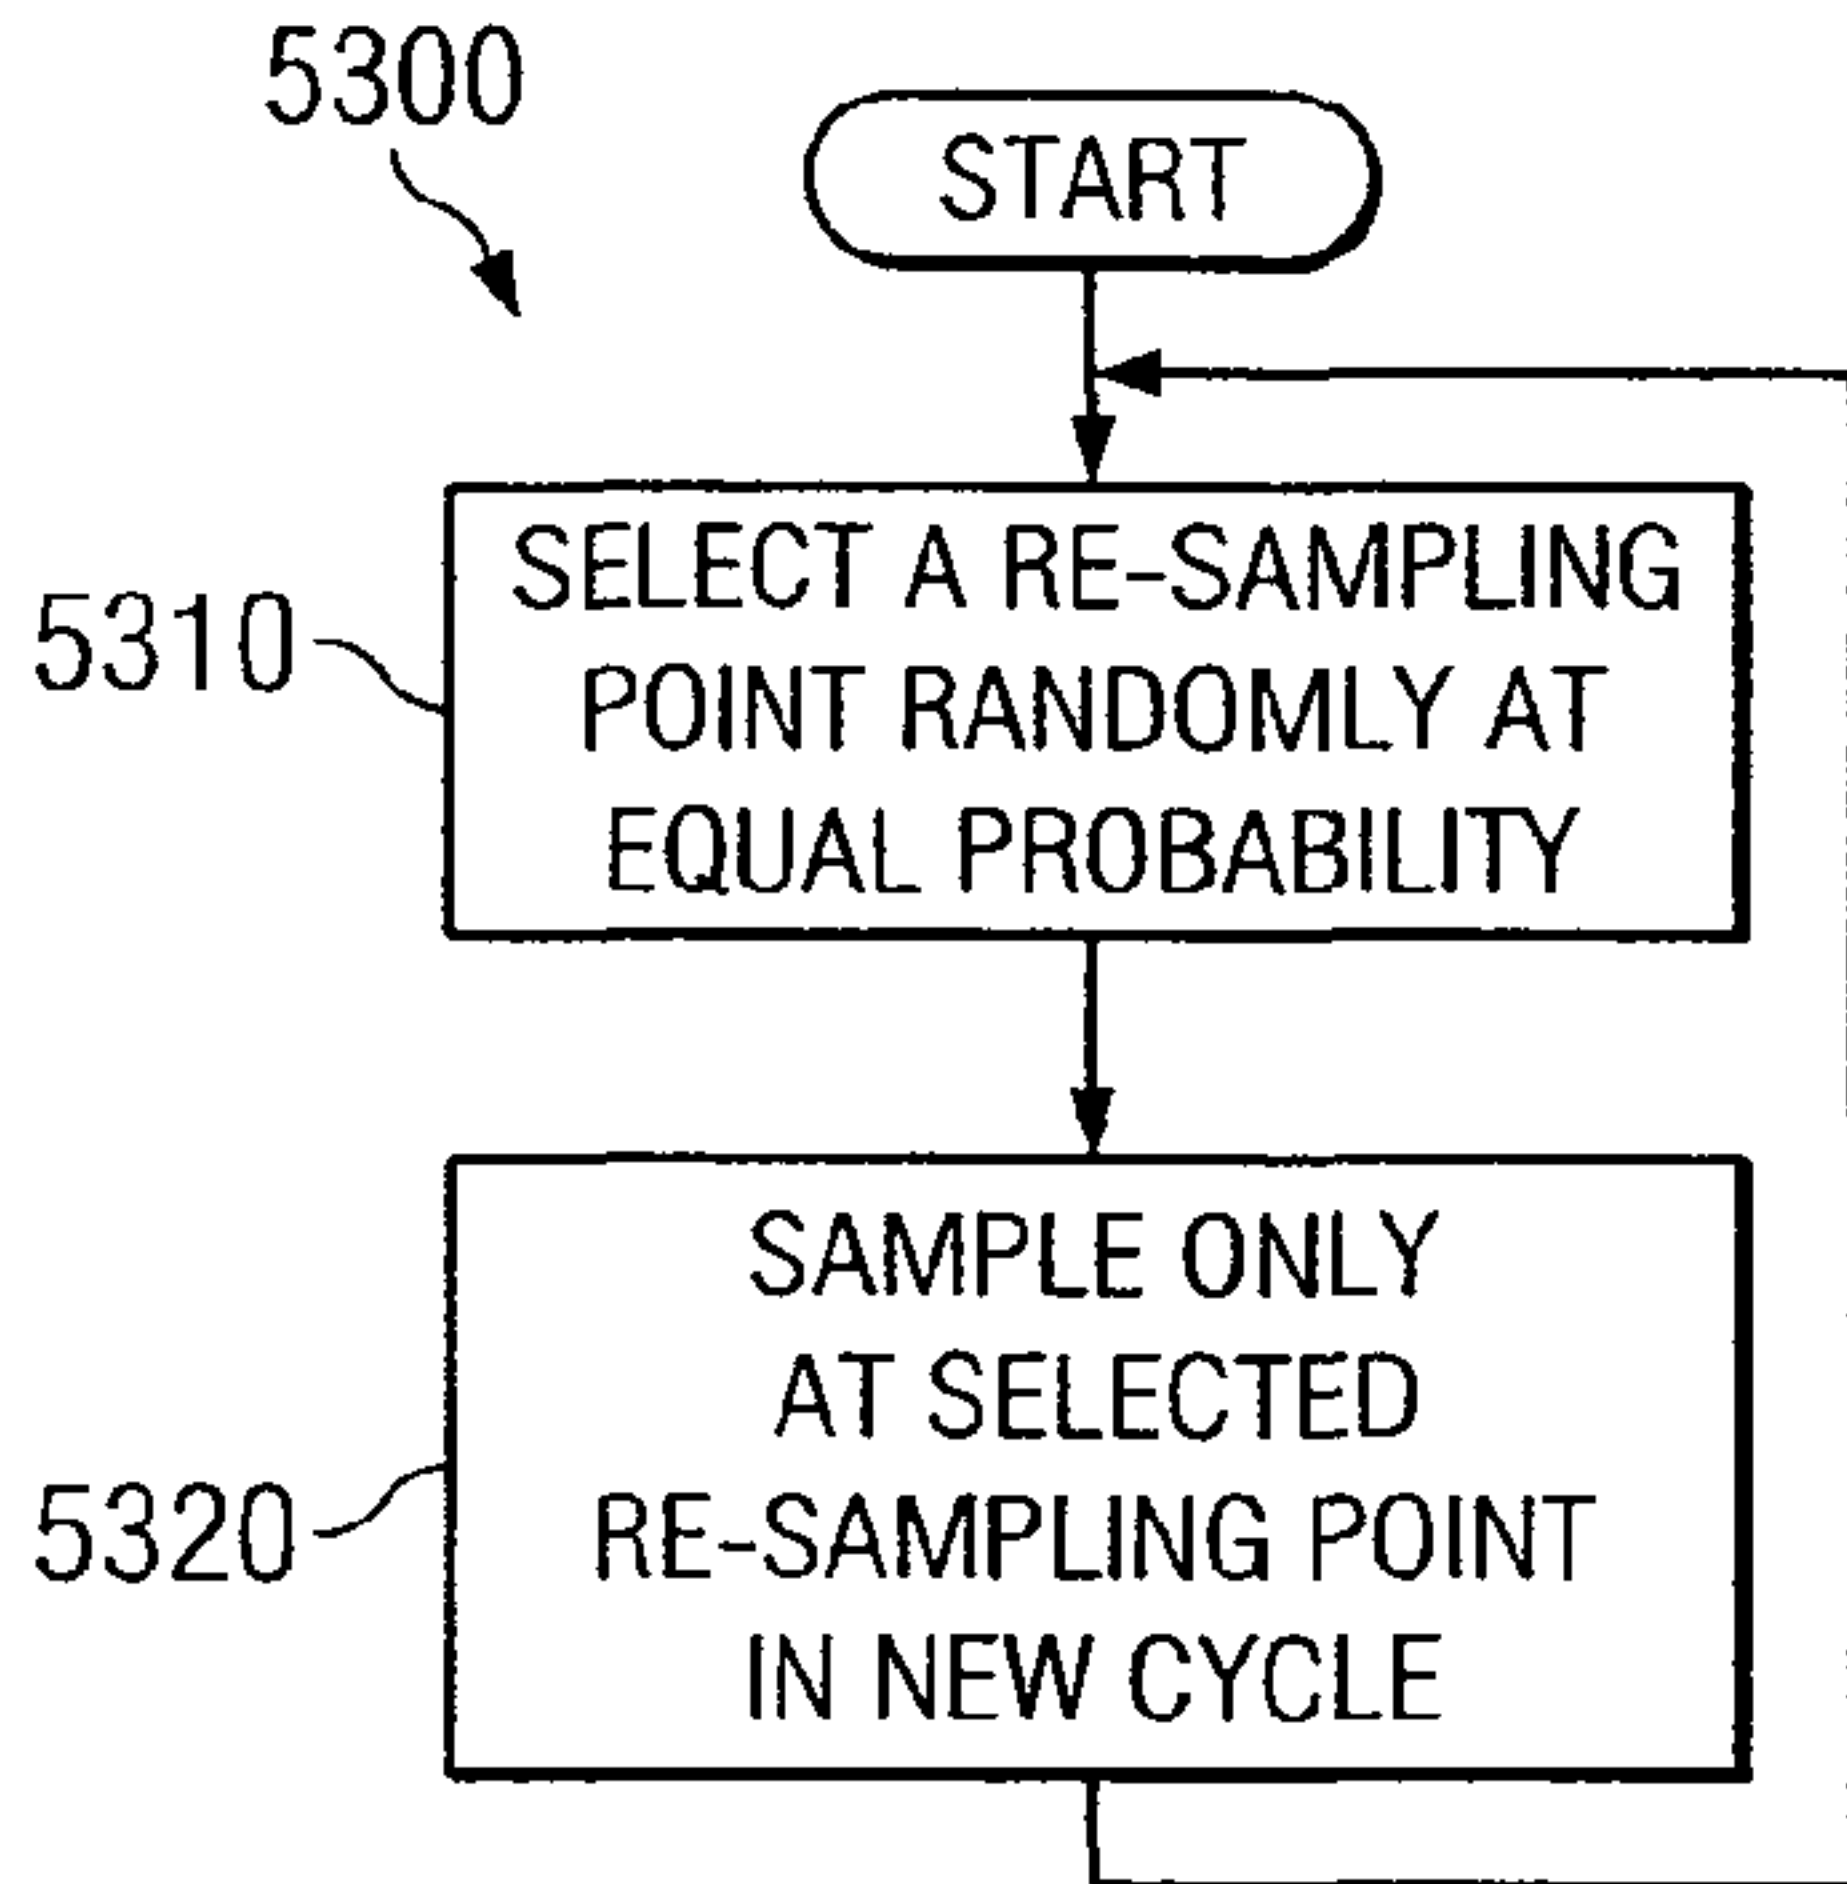 5300
START
5310
SELECT A RE-SAMPLING
POINT RANDOMLY AT
EQUAL PROBABILITY
5320
SAMPLE ONLY
AT SELECTED
RE-SAMPLING POINT
IN NEW CYCLE